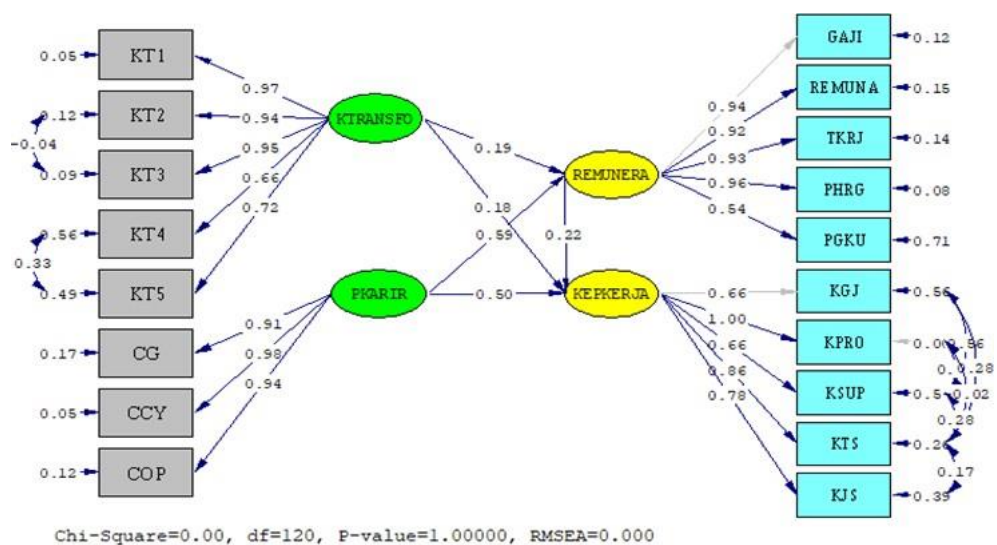 GAJI
0.12
0.05
KT1
REMUNA
0.15
0.97
0.94
0.12
KT2
0.94
KTRANSFO
0.92
TKRJ
0.14
-0.04
0.95
0.19
0.93
0.09
KT3
0.66
REMUNERA
0.96
PHRG
0.08
0.72
0.18
0.54
0.56
KT4
0.59
0.22
PGKU
0.71
0.33
0.49
KT5
PKARIR
0.50
KEPKERJA
0.66
KGJ
0.56
0.91
1.00
CG
0.17
0.98
0.66
KPRO
0.94
0.86
0.28
0.02
0.05
CCY
0.78
KSUP
0.28
KTS
0.12
COP
0.17
KJS
0.39
Chi-Square=0.00, df=120, P-value=1.00000, RMSEA=0.000